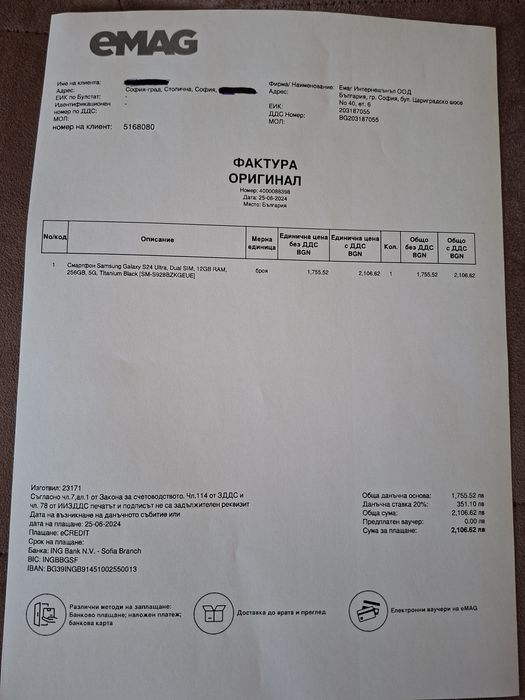 eMAG
Име на клиента:
Адрес: София-град, Столична, София,
ЕИК по Булстат: -
Идентификационен
номер по ДДС: -
МОЛ:
номер на клиент: 5168080
Фирма/ Наименование: Емаг Интернешънъл ООД
Адрес: България, гр. София, бул. Цариградско шосе
No 40, ет. 6
ЕИК: 203187055
ДДС Номер: BG203187055
МОЛ:
ФАКТУРА
ОРИГИНАЛ
Номер: 4000088398
Дата: 25-06-2024
Място: България
No/код Описание Мерна единица Единична цена без ДДС BGN Единична цена с ДДС BGN Кол. Общо без ДДС BGN Общо с ДДС BGN
1 Смартфон Samsung Galaxy S24 Ultra, Dual SIM, 12GB RAM, броя 1,755.52 2,106.62 1 1,755.52 2,106.62
256GB, 5G, Titanium Black [SM-S928BZKGEUE]
Изготвил: 23171
Съгласно чл.7,ал.1 от Закона за счетоводството. Чл.114 от ЗДДС и
чл. 78 от ИИЗДДС печатът и подписът не са задължителен реквизит
Дата на възникване на данъчното събитие или
дата на плащане: 25-06-2024
Плащане: eCREDIT
Срок на плащане:
Банка: ING Bank N.V. - Sofia Branch
BIC: INGBBGSF
IBAN: BG39INGB91451002550013
Обща данъчна основа: 1,755.52 лв
Данъчна ставка 20%: 351.10 лв
Обща сума: 2,106.62 лв
Предплатен ваучер: 0.00 лв
Сума за плащане: 2,106.62 лв
Различни методи на заплащане:
Банково плащане; наложен платеж;
банкова карта
Доставка до врата и преглед
Електронни ваучери на eMAG